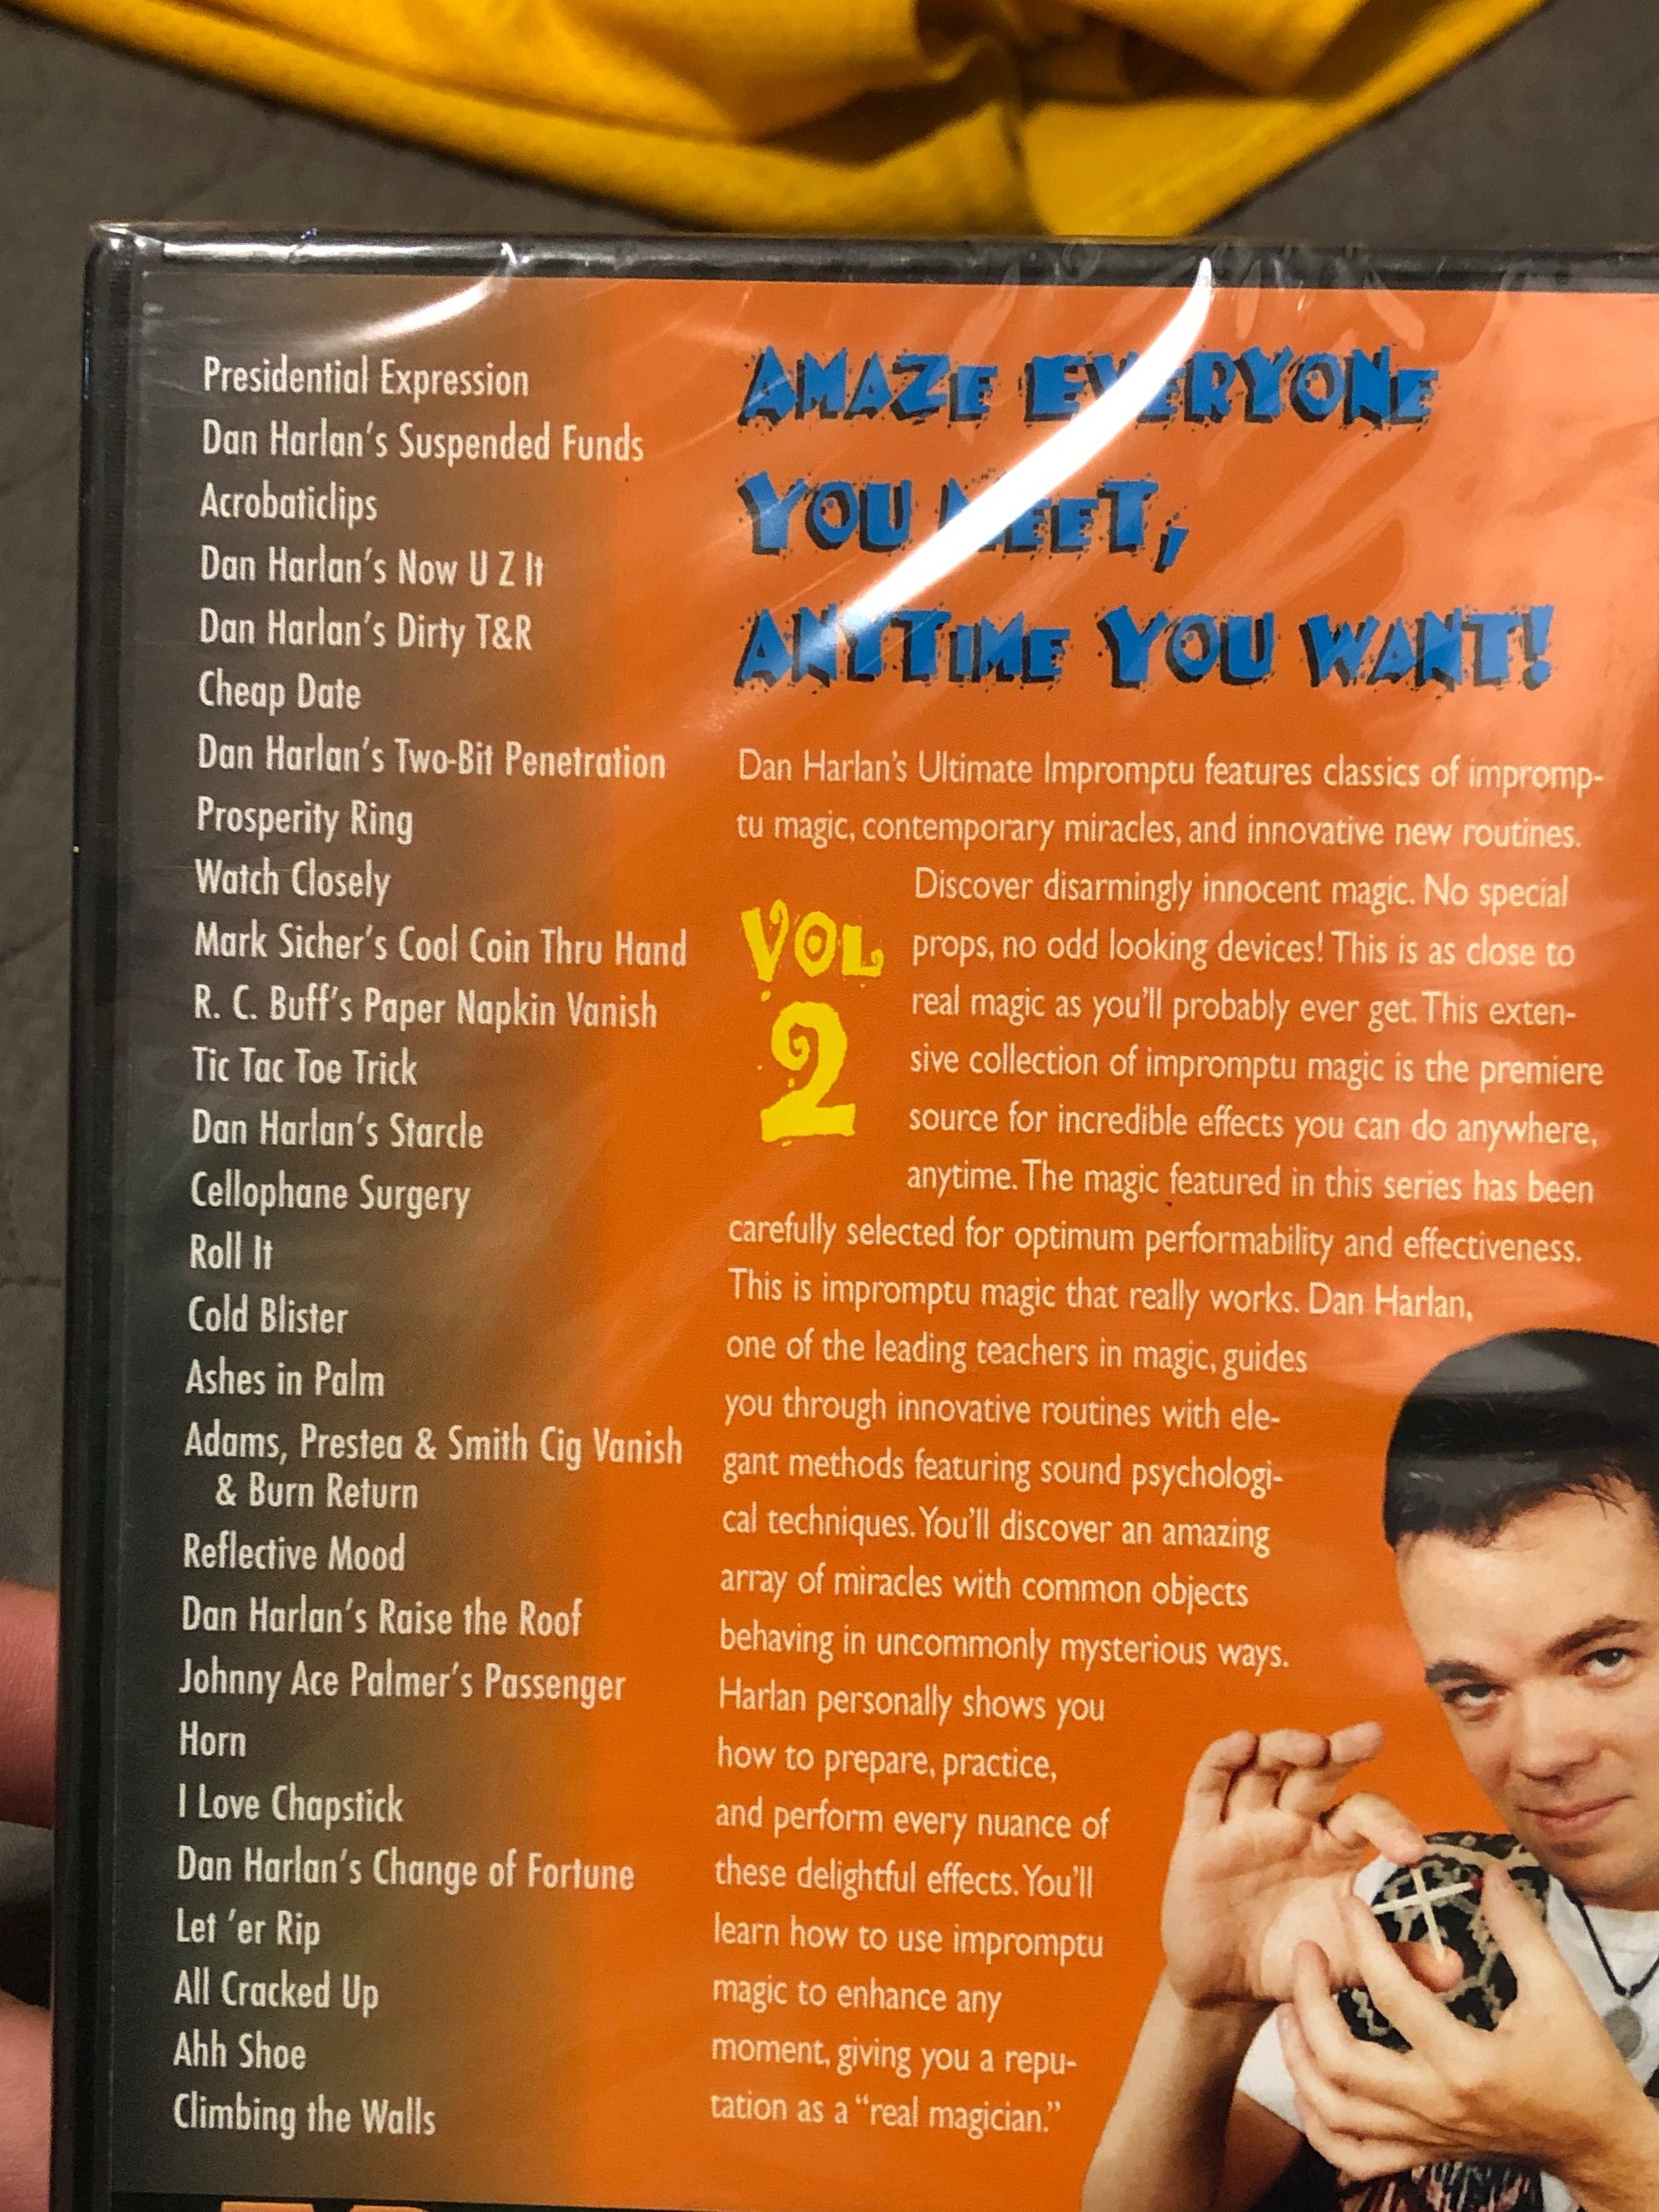 Presidential Expression
Dan Harlan's Suspended Funds
Acrobaticlips
Dan Harlan's Now U Z It
Dan Harlan's Dirty T&R
Cheap Date
Dan Harlan's Two-Bit Penetration
Prosperity Ring
Watch Closely
Mark Sicher's Cool Coin Thru Hand
R. C. Buff's Paper Napkin Vanish
Tic Tac Toe Trick
Dan Harlan's Starcle
Cellophane Surgery
Roll It
Cold Blister
Ashes in Palm
Adams, Prestea & Smith Cig Vanish
& Burn Return
Reflective Mood
Dan Harlan's Raise the Roof
Johnny Ace Palmer's Passenger
Horn
I Love Chapstick
Dan Harlan's Change of Fortune
Let 'er Rip
All Cracked Up
Ahh Shoe
Climbing the Walls
AMAZE EVERYONE
YOU MEET,
ANYTIME YOU WANT!
Dan Harlan's Ultimate Impromptu features classics of impromp-
tu magic, contemporary miracles, and innovative new routines.
VOL
2
Discover disarmingly innocent magic. No special
props, no odd looking devices! This is as close to
real magic as you'll probably ever get. This exten-
sive collection of impromptu magic is the premiere
source for incredible effects you can do anywhere,
anytime. The magic featured in this series has been
carefully selected for optimum performability and effectiveness.
This is impromptu magic that really works. Dan Harlan,
one of the leading teachers in magic, guides
you through innovative routines with ele-
gant methods featuring sound psychologi-
cal techniques. You'll discover an amazing
array of miracles with common objects
behaving in uncommonly mysterious ways.
Harlan personally shows you
how to prepare, practice,
and perform every nuance of
these delightful effects. You'll
learn how to use impromptu
magic to enhance any
moment, giving you a repu-
tation as a "real magician."